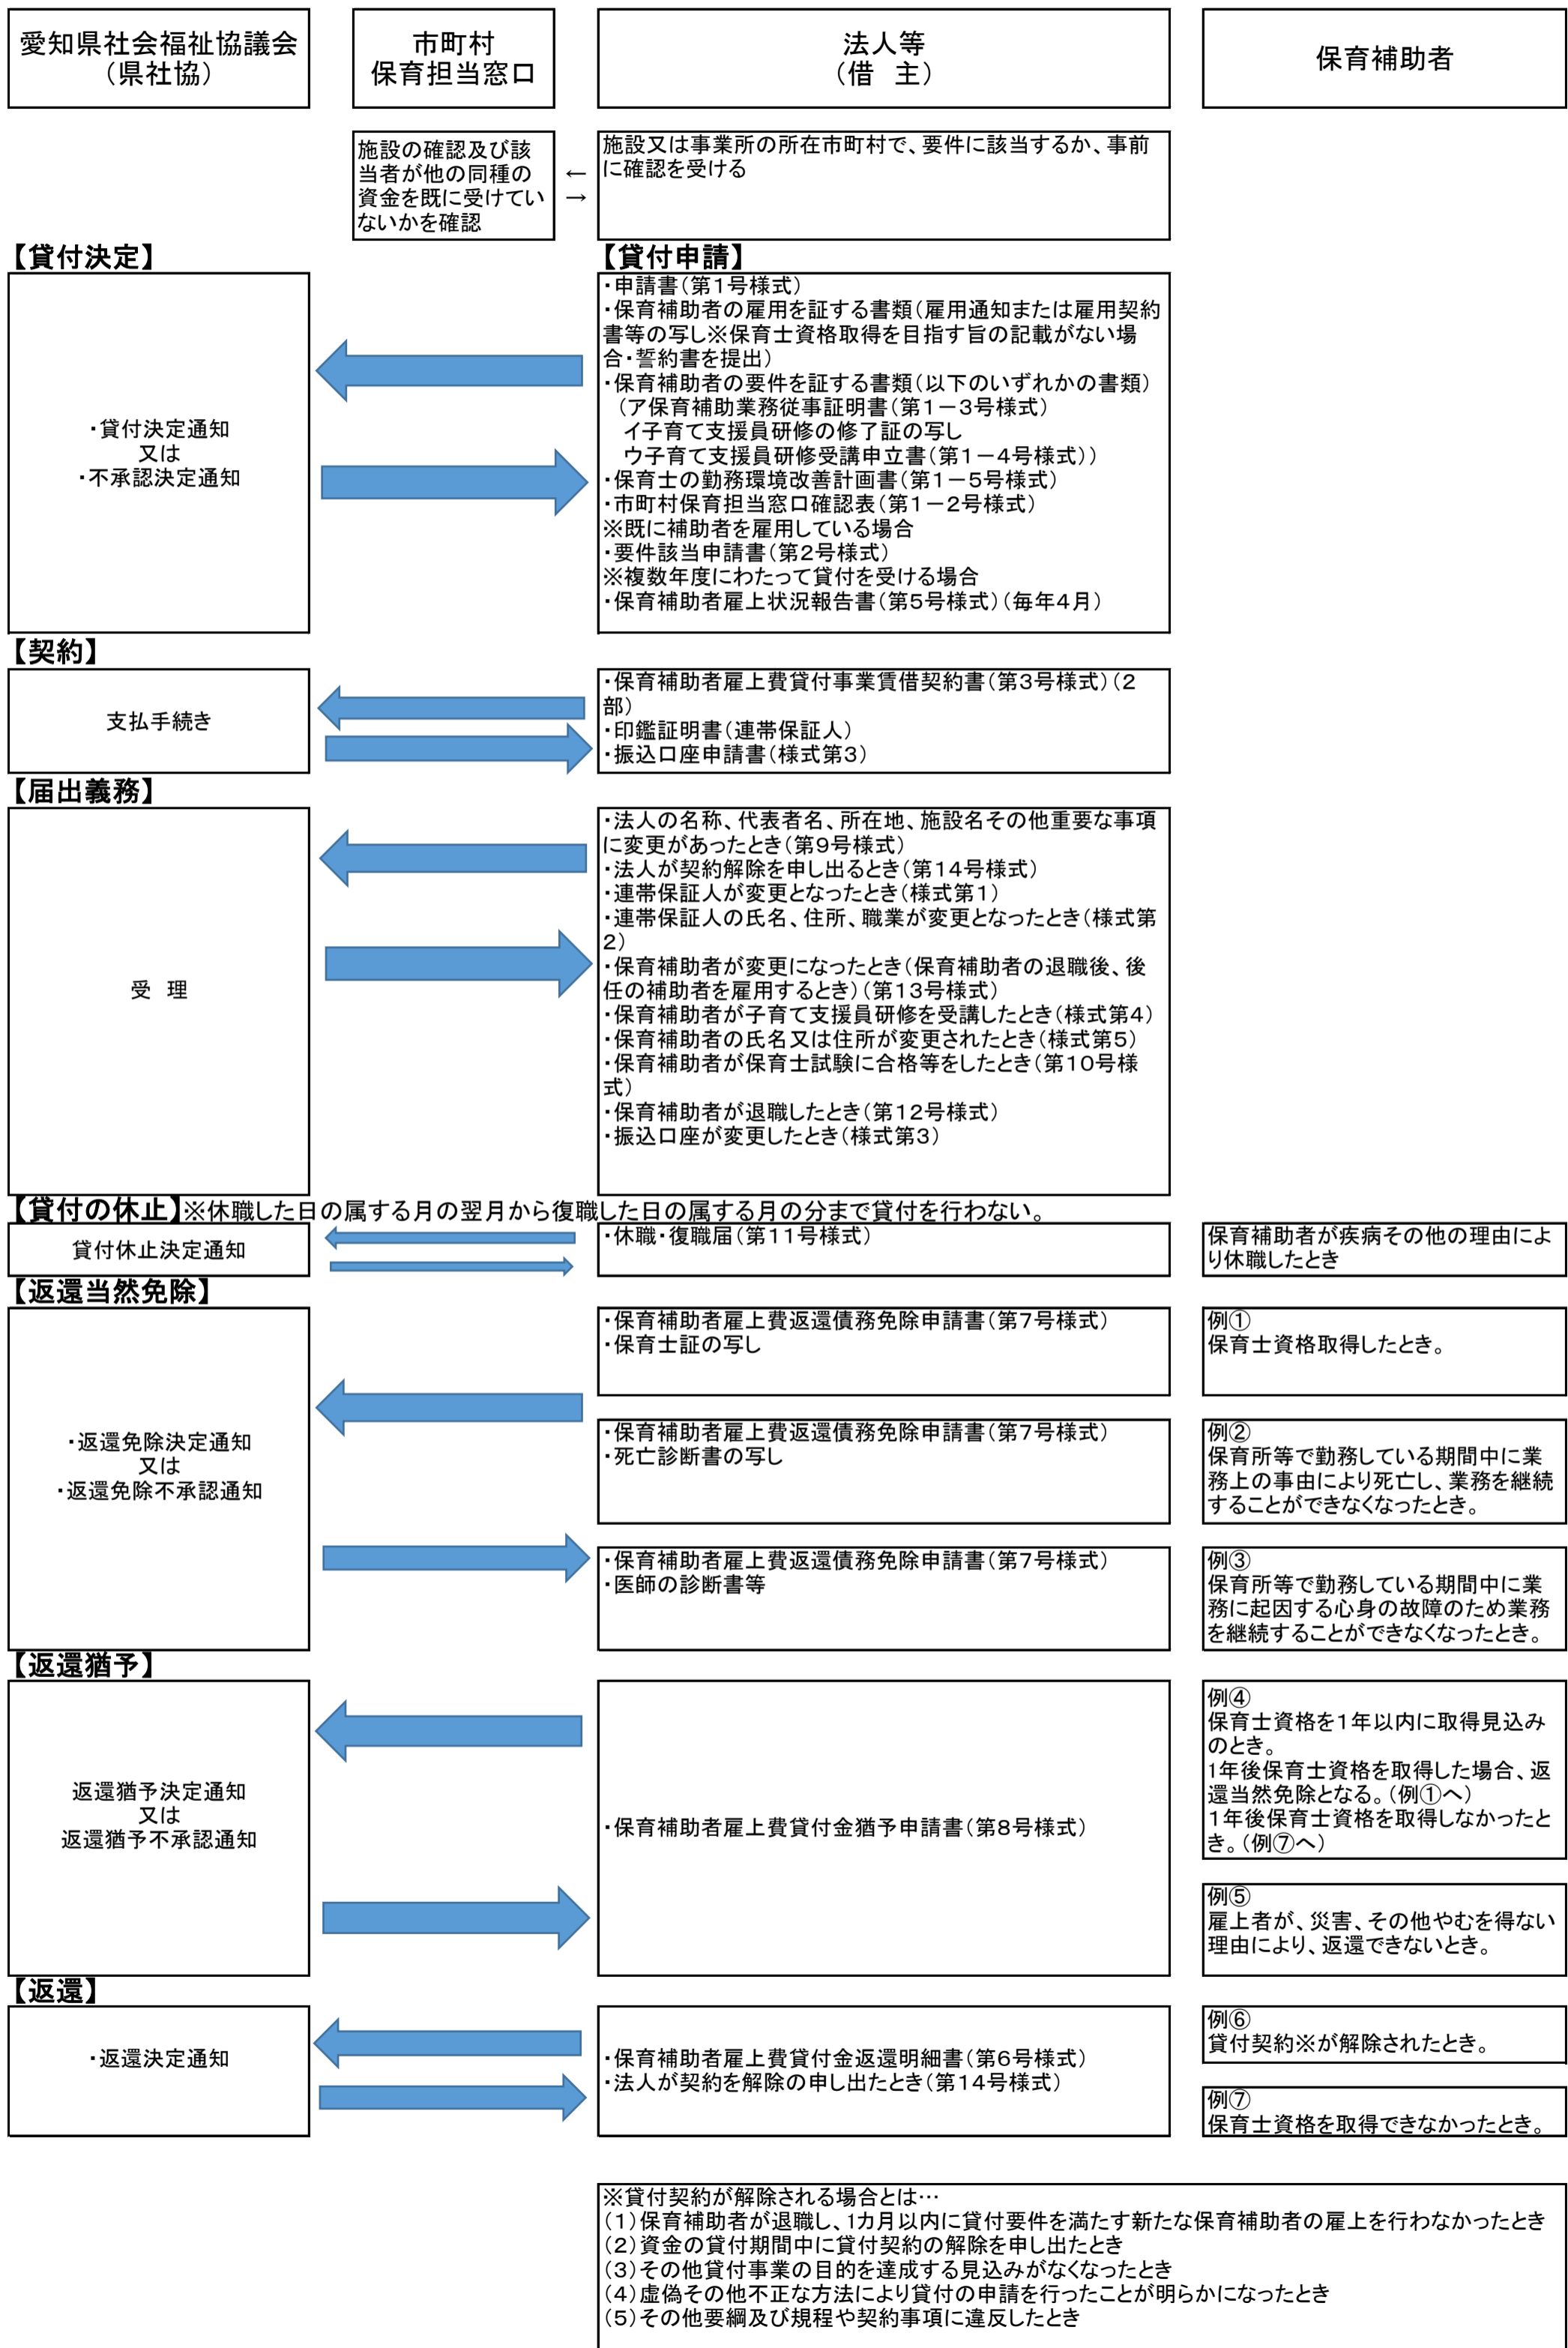 愛知県社会福祉協議会
（県社協）
市町村
保育担当窓口
法人等
（借　主）
保育補助者
施設の確認及び該
当者が他の同種の
資金を既に受けてい
ないかを確認
←
→
施設又は事業所の所在市町村で、要件に該当するか、事前
に確認を受ける
【貸付決定】
・貸付決定通知
又は
・不承認決定通知
【貸付申請】
・申請書（第１号様式）
・保育補助者の雇用を証する書類（雇用通知または雇用契約
書等の写し※保育士資格取得を目指す旨の記載がない場
合・誓約書を提出）
・保育補助者の要件を証する書類（以下のいずれかの書類）
（ア保育補助業務従事証明書（第１－３号様式）
イ子育て支援員研修の修了証の写し
ウ子育て支援員研修受講申立書（第１－４号様式））
・保育士の勤務環境改善計画書（第１－５号様式）
・市町村保育担当窓口確認表（第１－２号様式）
※既に補助者を雇用している場合
・要件該当申請書（第２号様式）
※複数年度にわたって貸付を受ける場合
・保育補助者雇上状況報告書（第５号様式）（毎年４月）
【契約】
支払手続き
・保育補助者雇上費貸付事業賃借契約書（第３号様式）（２
部）
・印鑑証明書（連帯保証人）
・振込口座申請書（様式第３）
【届出義務】
受　理
・法人の名称、代表者名、所在地、施設名その他重要な事項
に変更があったとき（第９号様式）
・法人が契約解除を申し出るとき（第１４号様式）
・連帯保証人が変更となったとき（様式第１）
・連帯保証人の氏名、住所、職業が変更となったとき（様式第
２）
・保育補助者が変更になったとき（保育補助者の退職後、後
任の補助者を雇用するとき）（第１３号様式）
・保育補助者が子育て支援員研修を受講したとき（様式第４）
・保育補助者の氏名又は住所が変更されたとき（様式第５）
・保育補助者が保育士試験に合格等をしたとき（第１０号様
式）
・保育補助者が退職したとき（第１２号様式）
・振込口座が変更したとき（様式第３）
【貸付の休止】※休職した日の属する月の翌月から復職した日の属する月の分まで貸付を行わない。
貸付休止決定通知
・休職・復職届（第１１号様式）
保育補助者が疾病その他の理由によ
り休職したとき
【返還当然免除】
・返還免除決定通知
又は
・返還免除不承認通知
・保育補助者雇上費返還債務免除申請書（第７号様式）
・保育士証の写し
例①
保育士資格取得したとき。
・保育補助者雇上費返還債務免除申請書（第７号様式）
・死亡診断書の写し
例②
保育所等で勤務している期間中に業
務上の事由により死亡し、業務を継続
することができなくなったとき。
・保育補助者雇上費返還債務免除申請書（第７号様式）
・医師の診断書等
例③
保育所等で勤務している期間中に業
務に起因する心身の故障のため業務
を継続することができなくなったとき。
【返還猶予】
返還猶予決定通知
又は
返還猶予不承認通知
・保育補助者雇上費貸付金猶予申請書（第８号様式）
例④
保育士資格を１年以内に取得見込み
のとき。
１年後保育士資格を取得した場合、返
還当然免除となる。（例①へ）
１年後保育士資格を取得しなかったと
き。（例⑦へ）
例⑤
雇上者が、災害、その他やむを得ない
理由により、返還できないとき。
【返還】
・返還決定通知
・保育補助者雇上費貸付金返還明細書（第６号様式）
・法人が契約を解除の申し出たとき（第１４号様式）
例⑥
貸付契約※が解除されたとき。
例⑦
保育士資格を取得できなかったとき。
※貸付契約が解除される場合とは…
（１）保育補助者が退職し、1カ月以内に貸付要件を満たす新たな保育補助者の雇上を行わなかったとき
（２）資金の貸付期間中に貸付契約の解除を申し出たとき
（３）その他貸付事業の目的を達成する見込みがなくなったとき
（４）虚偽その他不正な方法により貸付の申請を行ったことが明らかになったとき
（５）その他要綱及び規程や契約事項に違反したとき